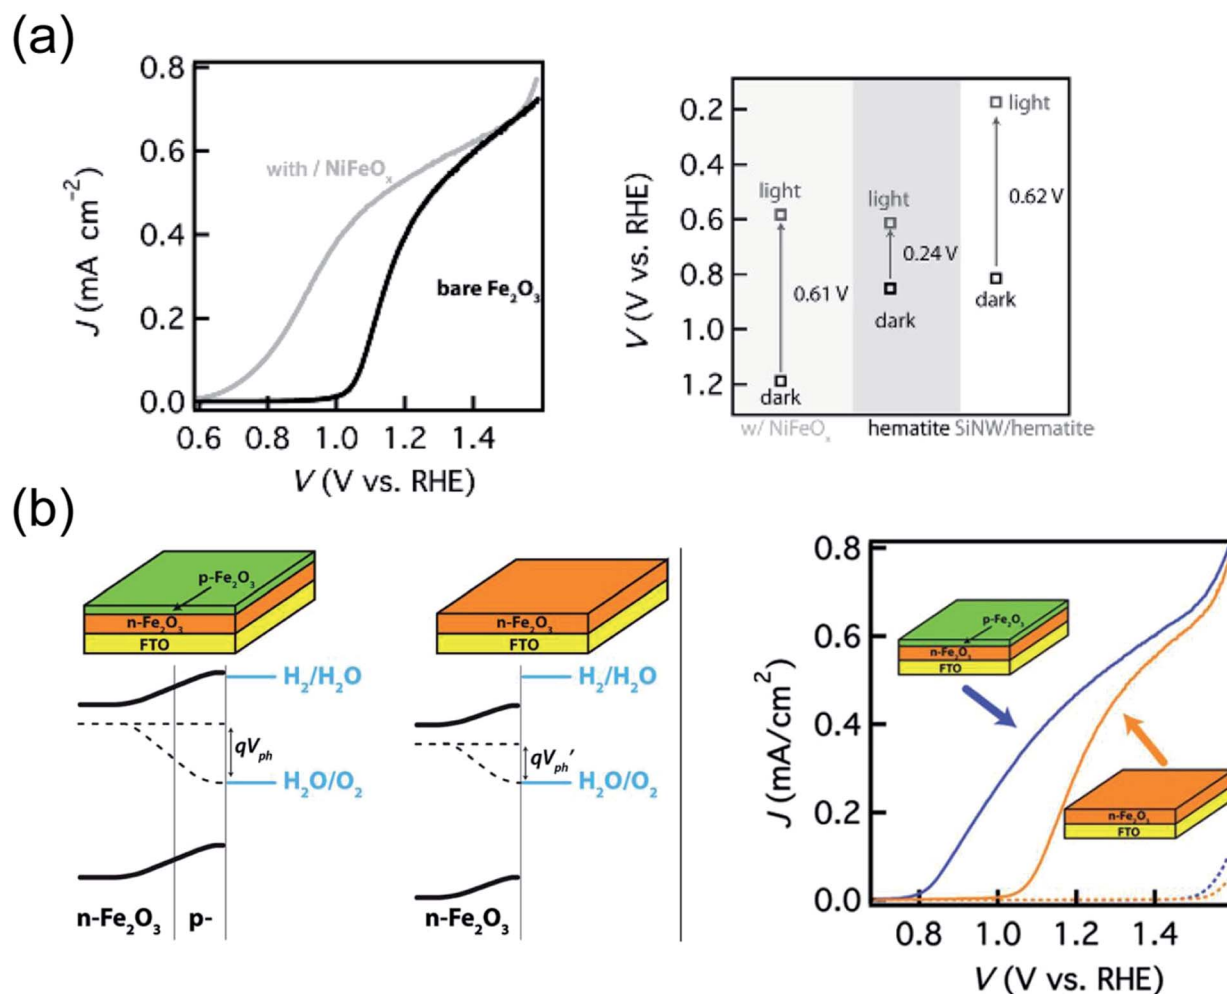 (a)
0.8
0.6
0.4
0.2
0.0
J (mA cm⁻²)
with / NiFeOₓ
bare Fe₂O₃
0.6 0.8 1.0 1.2 1.4
V (V vs. RHE)
0.2
0.4
0.6
0.8
1.0
1.2
V (V vs. RHE)
light
0.61 V
dark
light
0.24 V
dark
light
0.62 V
dark
w/ NiFeOₓ hematite SiNW/hematite
(b)
p-Fe₂O₃
n-Fe₂O₃
FTO
H₂/H₂O
qVₚₕ
H₂O/O₂
n-Fe₂O₃ p-
n-Fe₂O₃
FTO
H₂/H₂O
qVₚₕ'
H₂O/O₂
n-Fe₂O₃
0.8
0.6
0.4
0.2
0.0
J (mA/cm²)
p-Fe₂O₃
n-Fe₂O₃
FTO
n-Fe₂O₃
FTO
0.8 1.0 1.2 1.4
V (V vs. RHE)